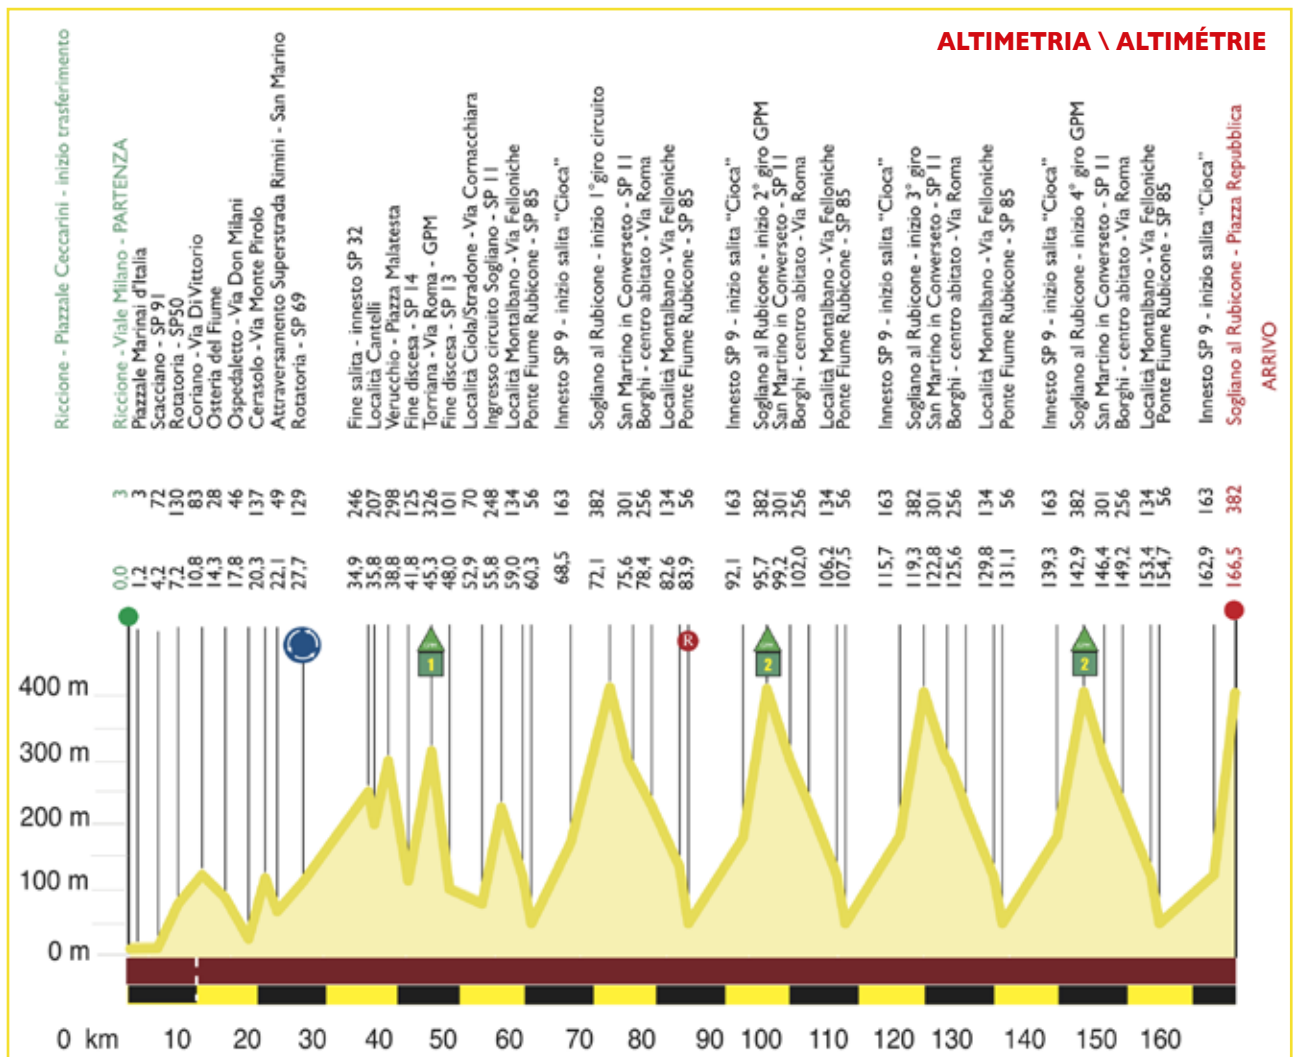 ALTIMETRIA \ ALTIMÉTRIE
Riccione - Piazzale Ceccarini - inizio trasferimento
Riccione - Viale Milano - PARTENZA 3 0,0
Piazzale Marinai d'Italia 3 1,2
Scacciano - SP 91 72 4,2
Rotatoria - SP50 130 7,2
Coriano - Via Di Vittorio 83 10,8
Osteria del Fiume 28 14,3
Ospedaletto - Via Don Milani 46 17,8
Cerasolo - Via Monte Pirolo 137 20,3
Attraversamento Superstrada Rimini - San Marino 49 22,1
Rotatoria - SP 69 129 27,7
Fine salita - innesto SP 32 246 34,9
Località Cantelli 207 35,8
Verucchio - Piazza Malatesta 298 38,8
Fine discesa - SP 14 125 41,8
Torriana - Via Roma - GPM 326 45,3
Fine discesa - SP 13 101 48,0
Località Ciola/Stradone - Via Cornacchiara 70 52,9
Ingresso circuito Sogliano - SP 11 248 55,8
Località Montalbano - Via Felloniche 134 59,0
Ponte Fiume Rubicone - SP 85 56 60,3
Innesto SP 9 - inizio salita "Cioca" 163 68,5
Sogliano al Rubicone - inizio 1°giro circuito 382 72,1
San Martino in Converseto - SP 11 301 75,6
Borghi - centro abitato - Via Roma 256 78,4
Località Montalbano - Via Felloniche 134 82,6
Ponte Fiume Rubicone - SP 85 56 83,9
Innesto SP 9 - inizio salita "Cioca" 163 92,1
Sogliano al Rubicone - inizio 2° giro GPM 382 95,7
San Martino in Converseto - SP 11 301 99,2
Borghi - centro abitato - Via Roma 256 102,0
Località Montalbano - Via Felloniche 134 106,2
Ponte Fiume Rubicone - SP 85 56 107,5
Innesto SP 9 - inizio salita "Cioca" 163 115,7
Sogliano al Rubicone - inizio 3° giro 382 119,3
San Martino in Converseto - SP 11 301 122,8
Borghi - centro abitato - Via Roma 256 125,6
Località Montalbano - Via Felloniche 134 129,8
Ponte Fiume Rubicone - SP 85 56 131,1
Innesto SP 9 - inizio salita "Cioca" 163 139,3
Sogliano al Rubicone - inizio 4° giro GPM 382 142,9
San Martino in Converseto - SP 11 301 146,4
Borghi - centro abitato - Via Roma 256 149,2
Località Montalbano - Via Felloniche 134 153,4
Ponte Fiume Rubicone - SP 85 56 154,7
Innesto SP 9 - inizio salita "Cioca" 163 162,9
Sogliano al Rubicone - Piazza Repubblica 382 166,5
ARRIVO
GPM 1
R
GPM 2
GPM 2
400 m
300 m
200 m
100 m
0 m
0 km 10 20 30 40 50 60 70 80 90 100 110 120 130 140 150 160